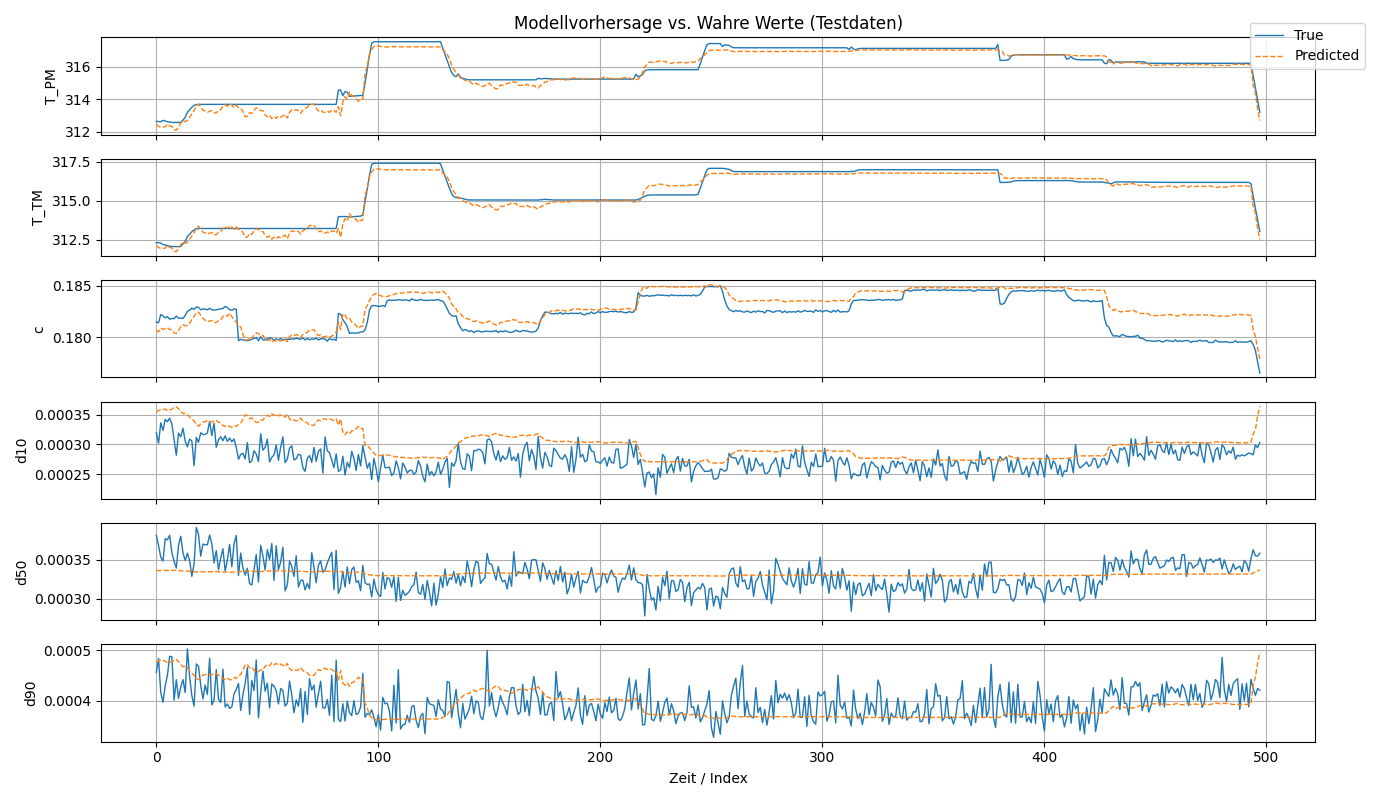 Modellvorhersage vs. Wahre Werte (Testdaten)
True
Predicted
T_PM
316
314
312
T_TM
317.5
315.0
312.5
c
0.185
0.180
d10
0.00035
0.00030
0.00025
d50
0.00035
0.00030
d90
0.0005
0.0004
0 100 200 300 400 500
Zeit / Index